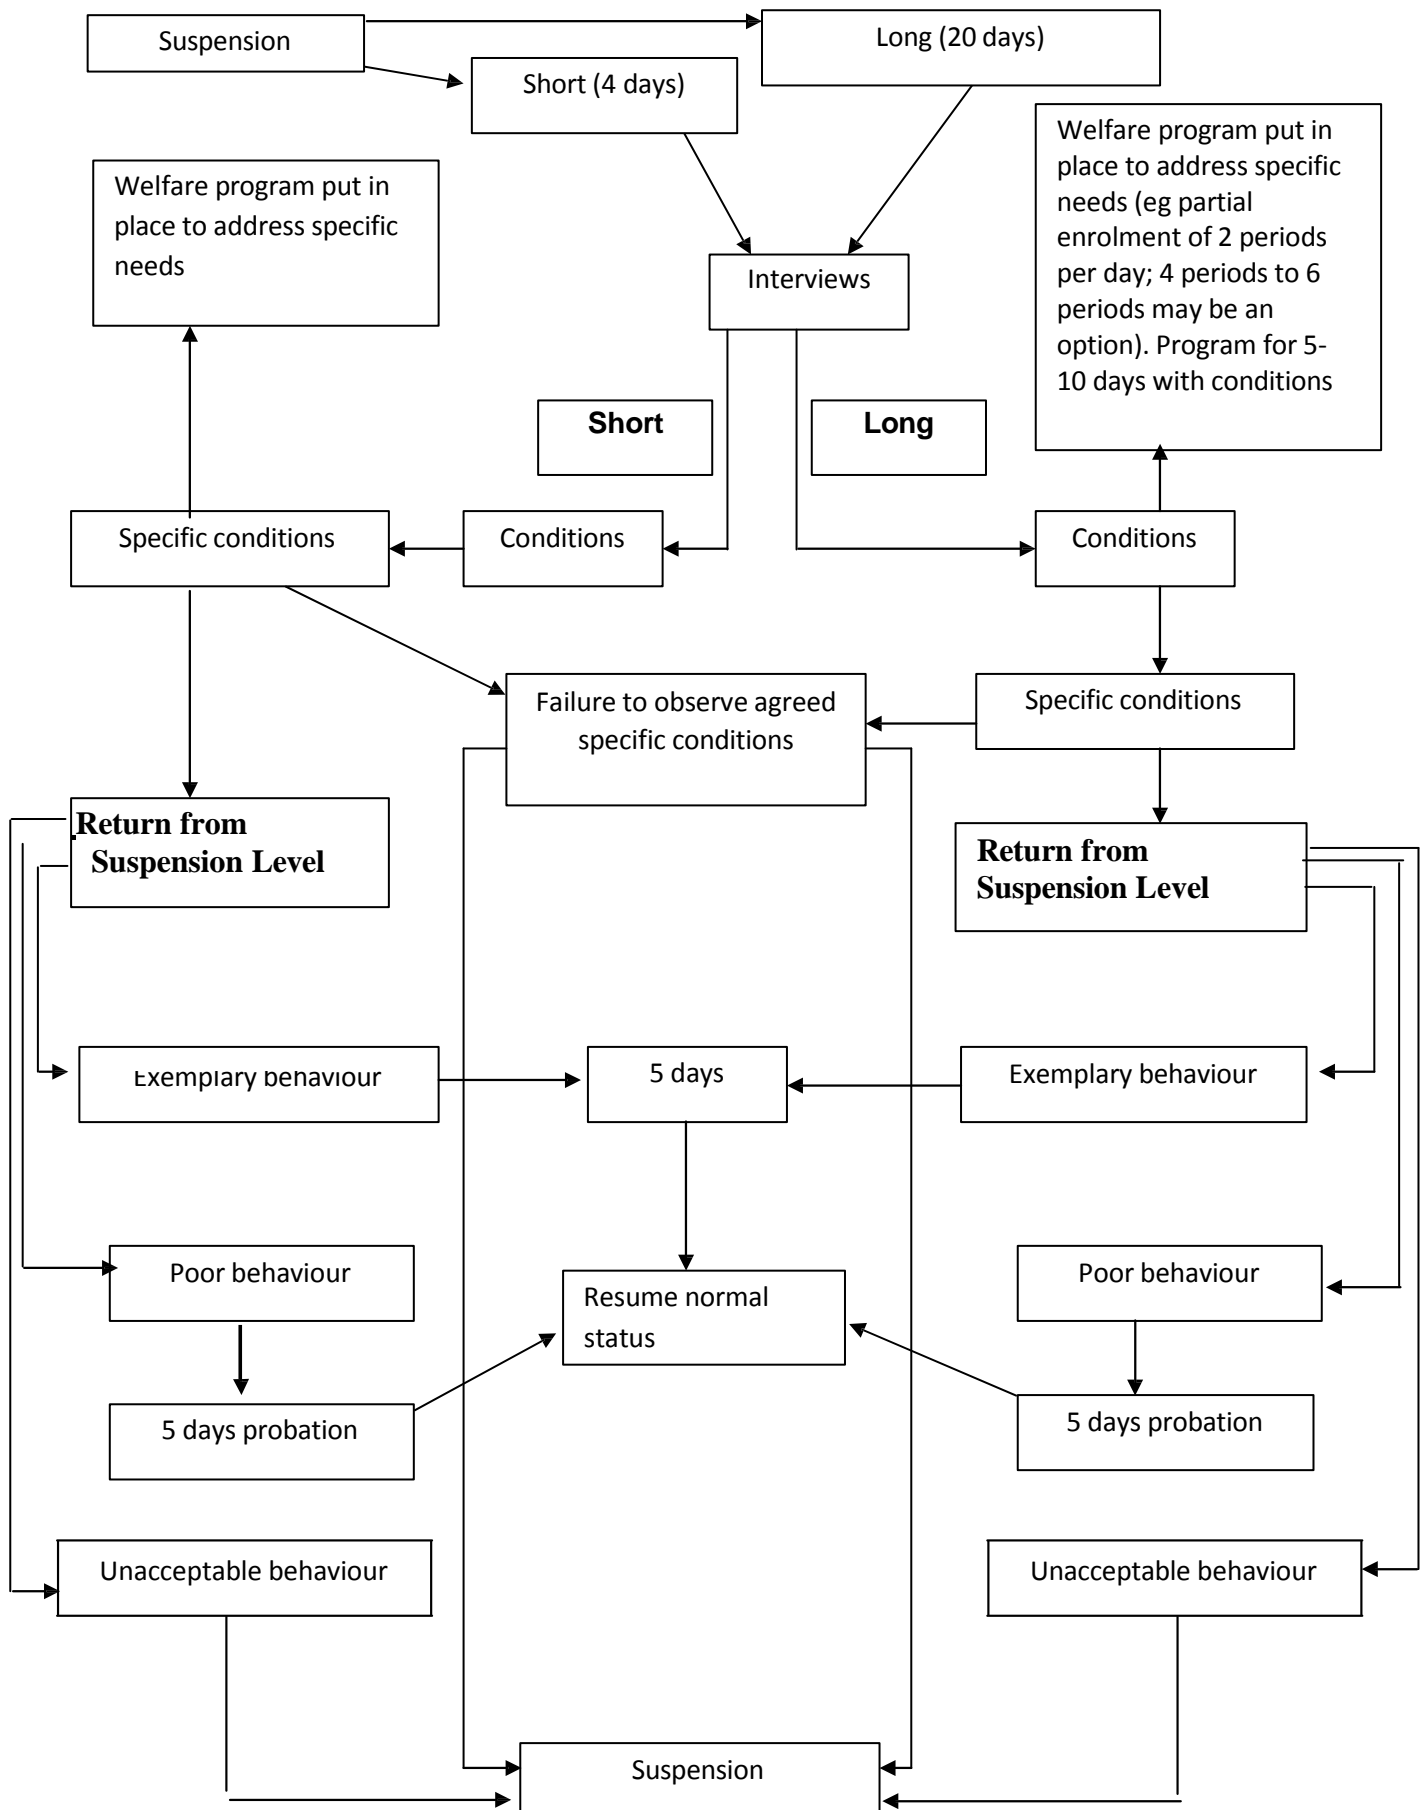 Suspension
Long (20 days)
Short (4 days)
Welfare program put in
place to address specific
needs
Welfare program put in
place to address specific
needs (eg partial
enrolment of 2 periods
per day; 4 periods to 6
periods may be an
option). Program for 5-
10 days with conditions
Interviews
Short
Long
Specific conditions
Conditions
Conditions
Failure to observe agreed
specific conditions
Specific conditions
Return from
Suspension Level
Return from
Suspension Level
Exemplary behaviour
5 days
Exemplary behaviour
Poor behaviour
Resume normal
status
Poor behaviour
5 days probation
5 days probation
Unacceptable behaviour
Unacceptable behaviour
Suspension